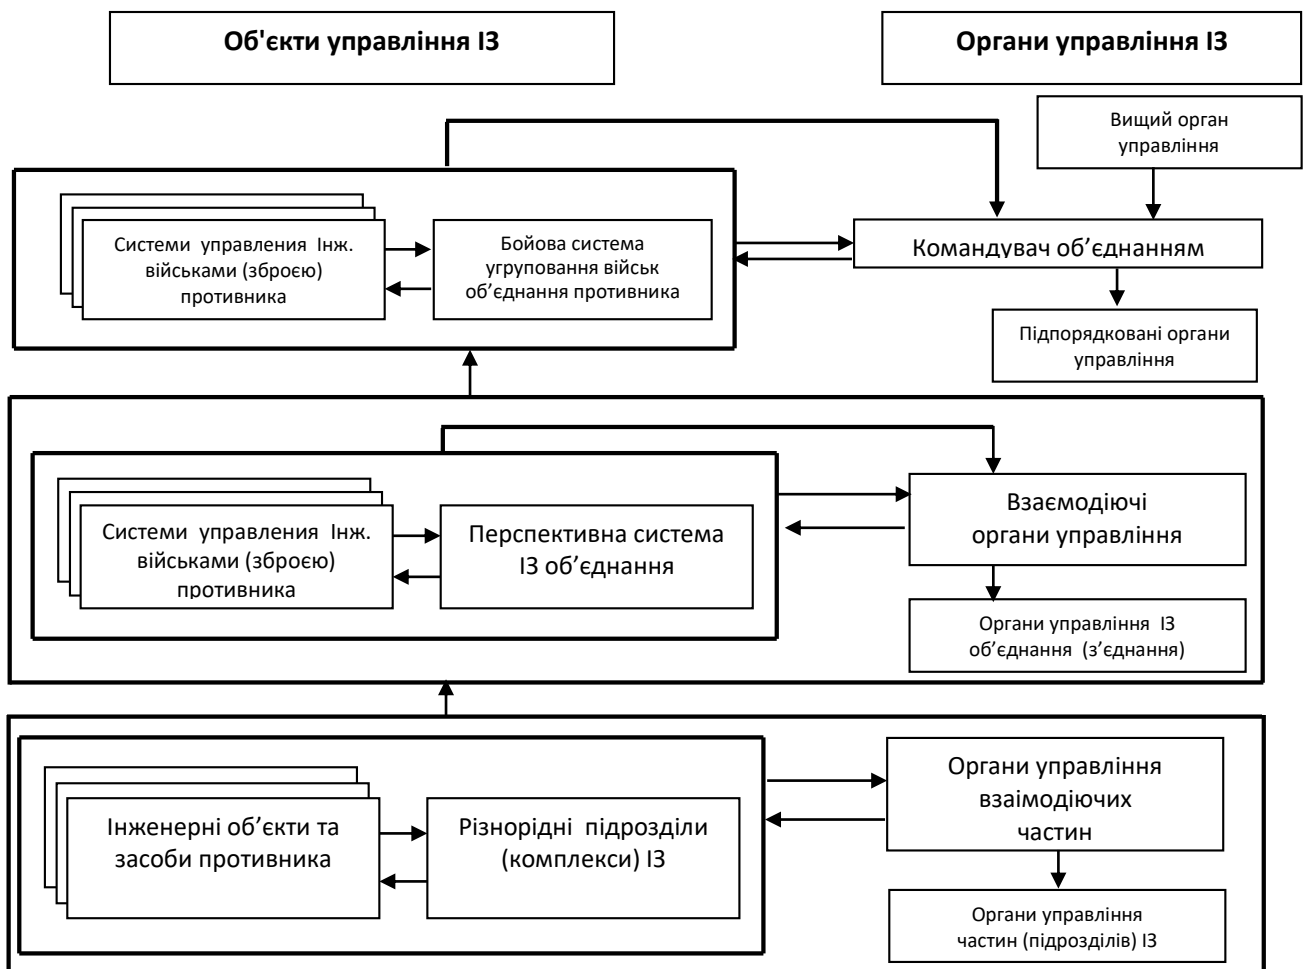 Об'єкти управління ІЗ
Органи управління ІЗ
Вищий орган
управління
Системи управления Інж.
військами (зброєю)
противника
Бойова система
угруповання військ
об’єднання противника
Командувач об’єднанням
Підпорядковані органи
управління
Системи управления Інж.
військами (зброєю)
противника
Перспективна система
ІЗ об’єднання
Взаємодіючі
органи управління
Органи управління ІЗ
об’єднання (з’єднання)
Інженерні об’єкти та
засоби противника
Різнорідні підрозділи
(комплекси) ІЗ
Органи управління
взаімодіючих
частин
Органи управління
частин (підрозділів) ІЗ